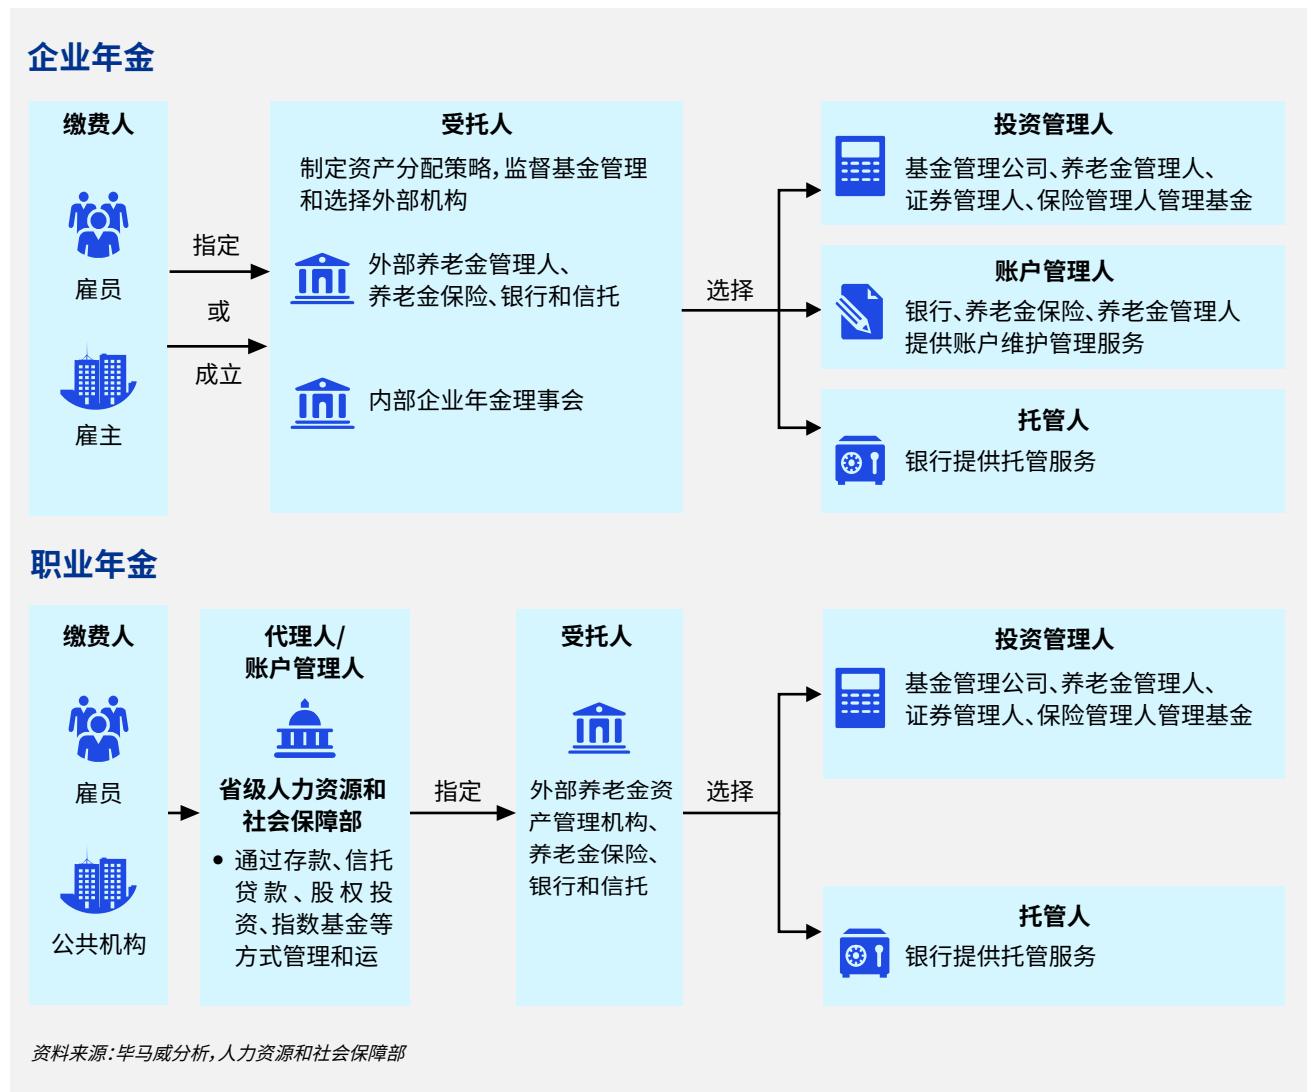 企业年金
缴费人
雇员
雇主
指定
或
成立
受托人
制定资产分配策略,监督基金管理
和选择外部机构
外部养老金管理人、
养老金保险、银行和信托
内部企业年金理事会
选择
投资管理人
基金管理公司、养老金管理人、
证券管理人、保险管理人管理基金
账户管理人
银行、养老金保险、养老金管理人
提供账户维护管理服务
托管人
银行提供托管服务
职业年金
缴费人
雇员
公共机构
代理人/
账户管理人
省级人力资源和
社会保障部
• 通过存款、信托
贷款、股权投
资、指数基金等
方式管理和运
指定
受托人
外部养老金资
产管理机构、
养老金保险、
银行和信托
选择
投资管理人
基金管理公司、养老金管理人、
证券管理人、保险管理人管理基金
托管人
银行提供托管服务
资料来源:毕马威分析,人力资源和社会保障部